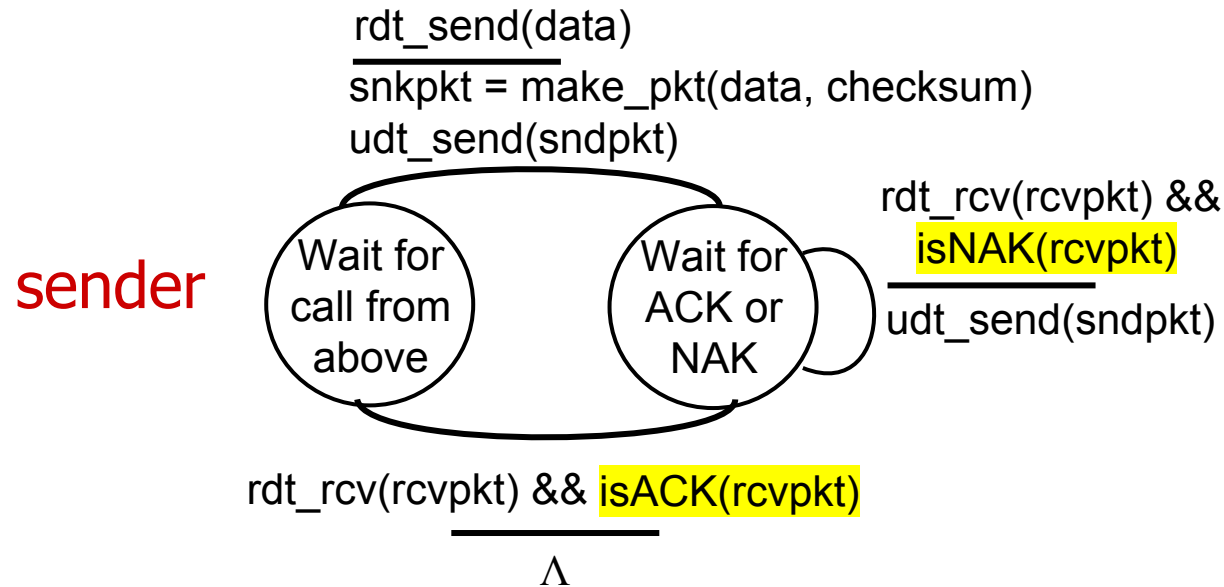 rdt_send(data)
snkpkt = make_pkt(data, checksum)
udt_send(sndpkt)
sender
Wait for
call from
above
Wait for
ACK or
NAK
rdt_rcv(rcvpkt) &&
isNAK(rcvpkt)
udt_send(sndpkt)
rdt_rcv(rcvpkt) && isACK(rcvpkt)
Λ